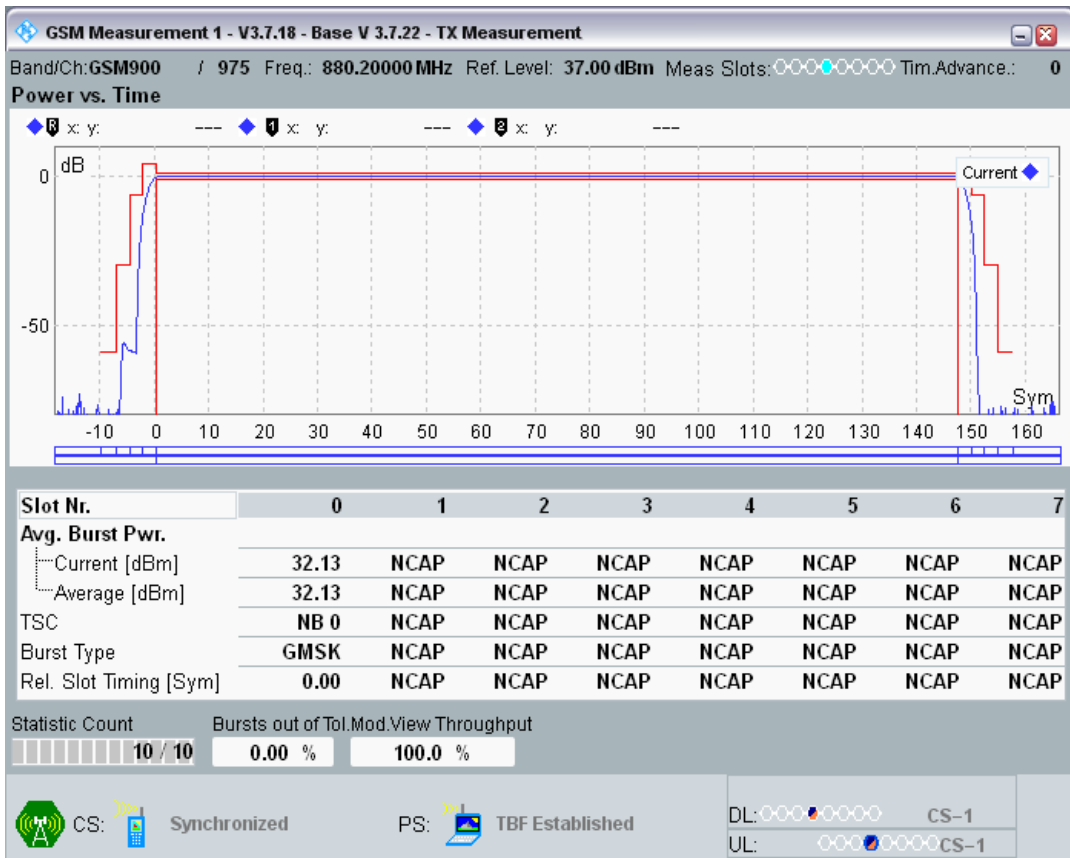 GSM Measurement 1 - V3.7.18 - Base V 3.7.22 - TX Measurement
Band/Ch:GSM900 / 975 Freq.: 880.20000 MHz Ref. Level: 37.00 dBm Meas Slots: Tim.Advance.: 0
Power vs. Time
R x: y: --- 1 x: y: --- 2 x: y: ---
dB
Current
0
-50
Sym
-10 0 10 20 30 40 50 60 70 80 90 100 110 120 130 140 150 160
Slot Nr. 0 1 2 3 4 5 6 7
Avg. Burst Pwr.
Current [dBm] 32.13 NCAP NCAP NCAP NCAP NCAP NCAP NCAP
Average [dBm] 32.13 NCAP NCAP NCAP NCAP NCAP NCAP NCAP
TSC NB 0 NCAP NCAP NCAP NCAP NCAP NCAP NCAP
Burst Type GMSK NCAP NCAP NCAP NCAP NCAP NCAP NCAP
Rel. Slot Timing [Sym] 0.00 NCAP NCAP NCAP NCAP NCAP NCAP NCAP
Statistic Count Bursts out of Tol.Mod.View Throughput
10 / 10 0.00 % 100.0 %
CS: Synchronized PS: TBF Established
DL: CS-1
UL: CS-1